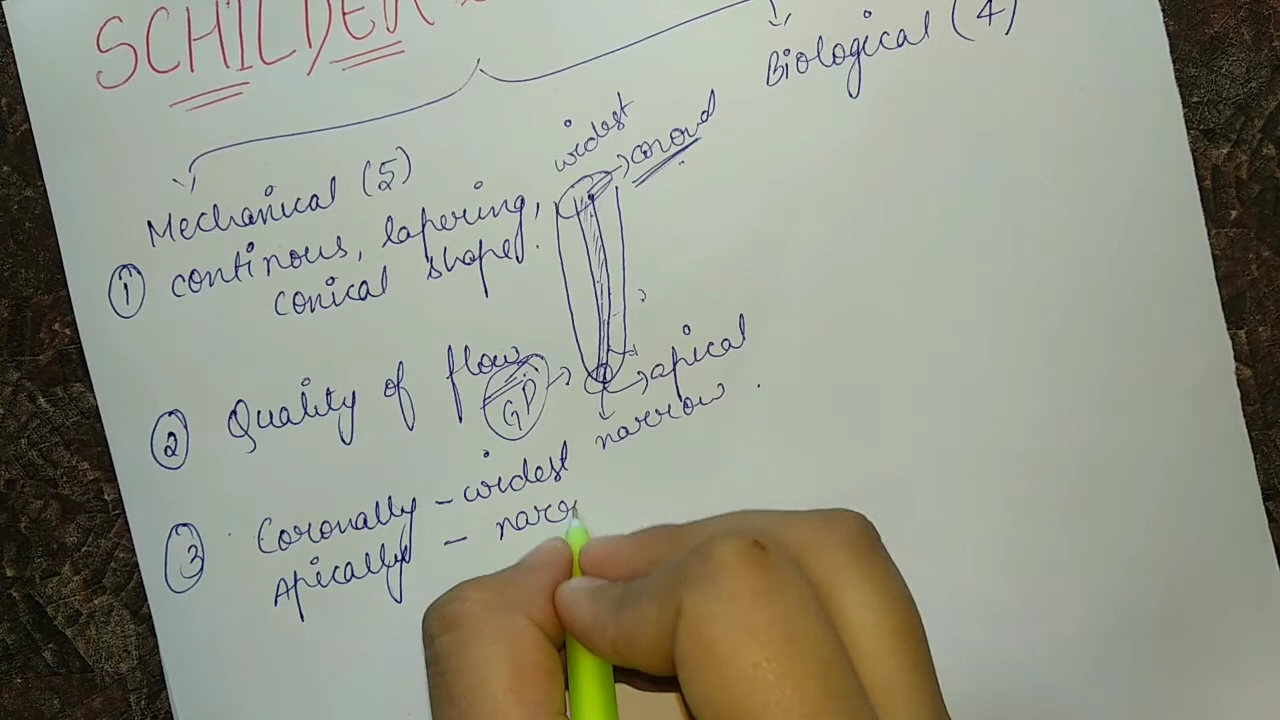 SCHILDER
Biological (4)
Mechanical (5)
widest
coronal
① continous, tapering,
conical shape.
apical
narrow.
② Quality of flow
GP
③ Coronally - widest
Apically - narr